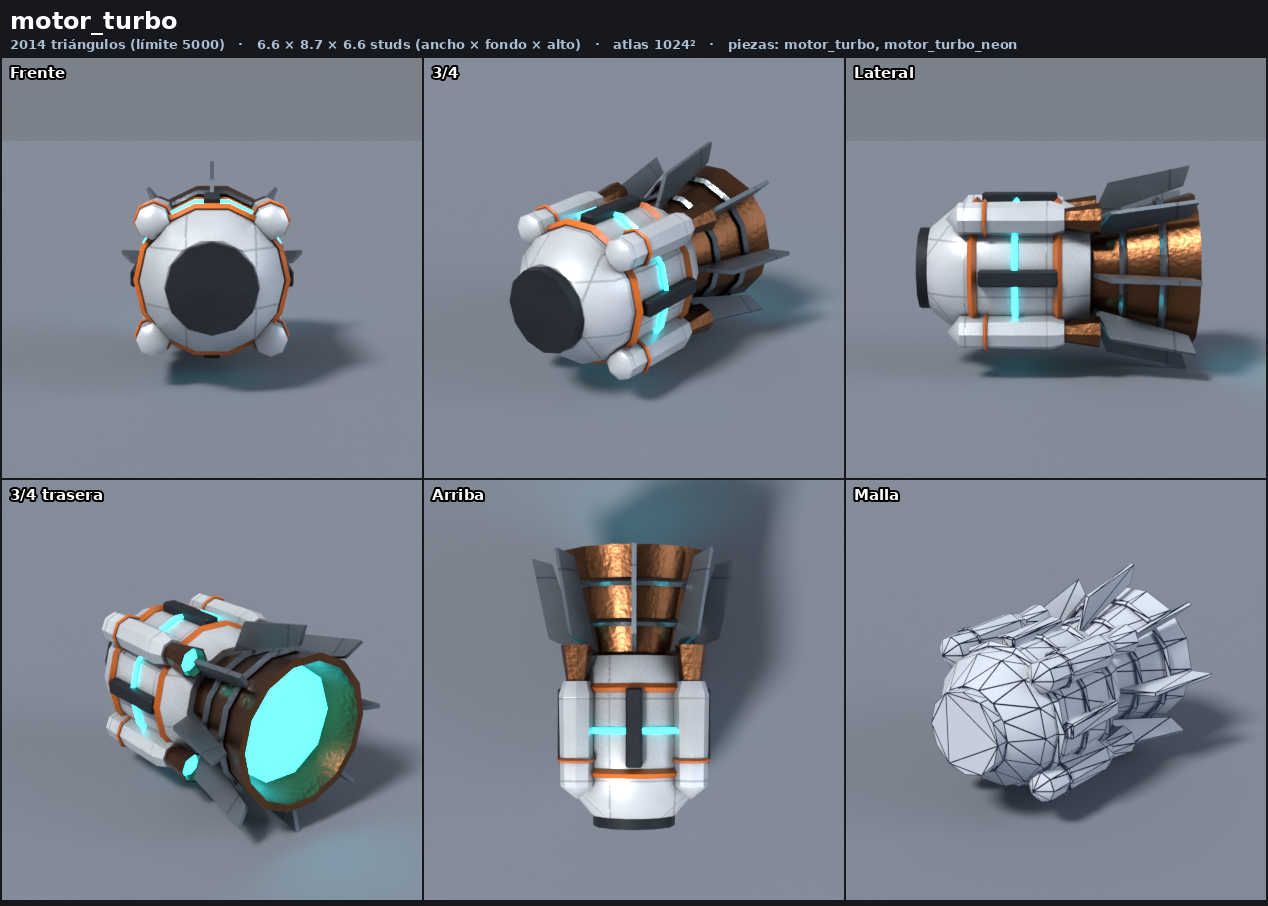 motor_turbo
2014 triángulos (límite 5000) · 6.6 × 8.7 × 6.6 studs (ancho × fondo × alto) · atlas 1024² · piezas: motor_turbo, motor_turbo_neon
Frente
3/4
Lateral
3/4 trasera
Arriba
Malla